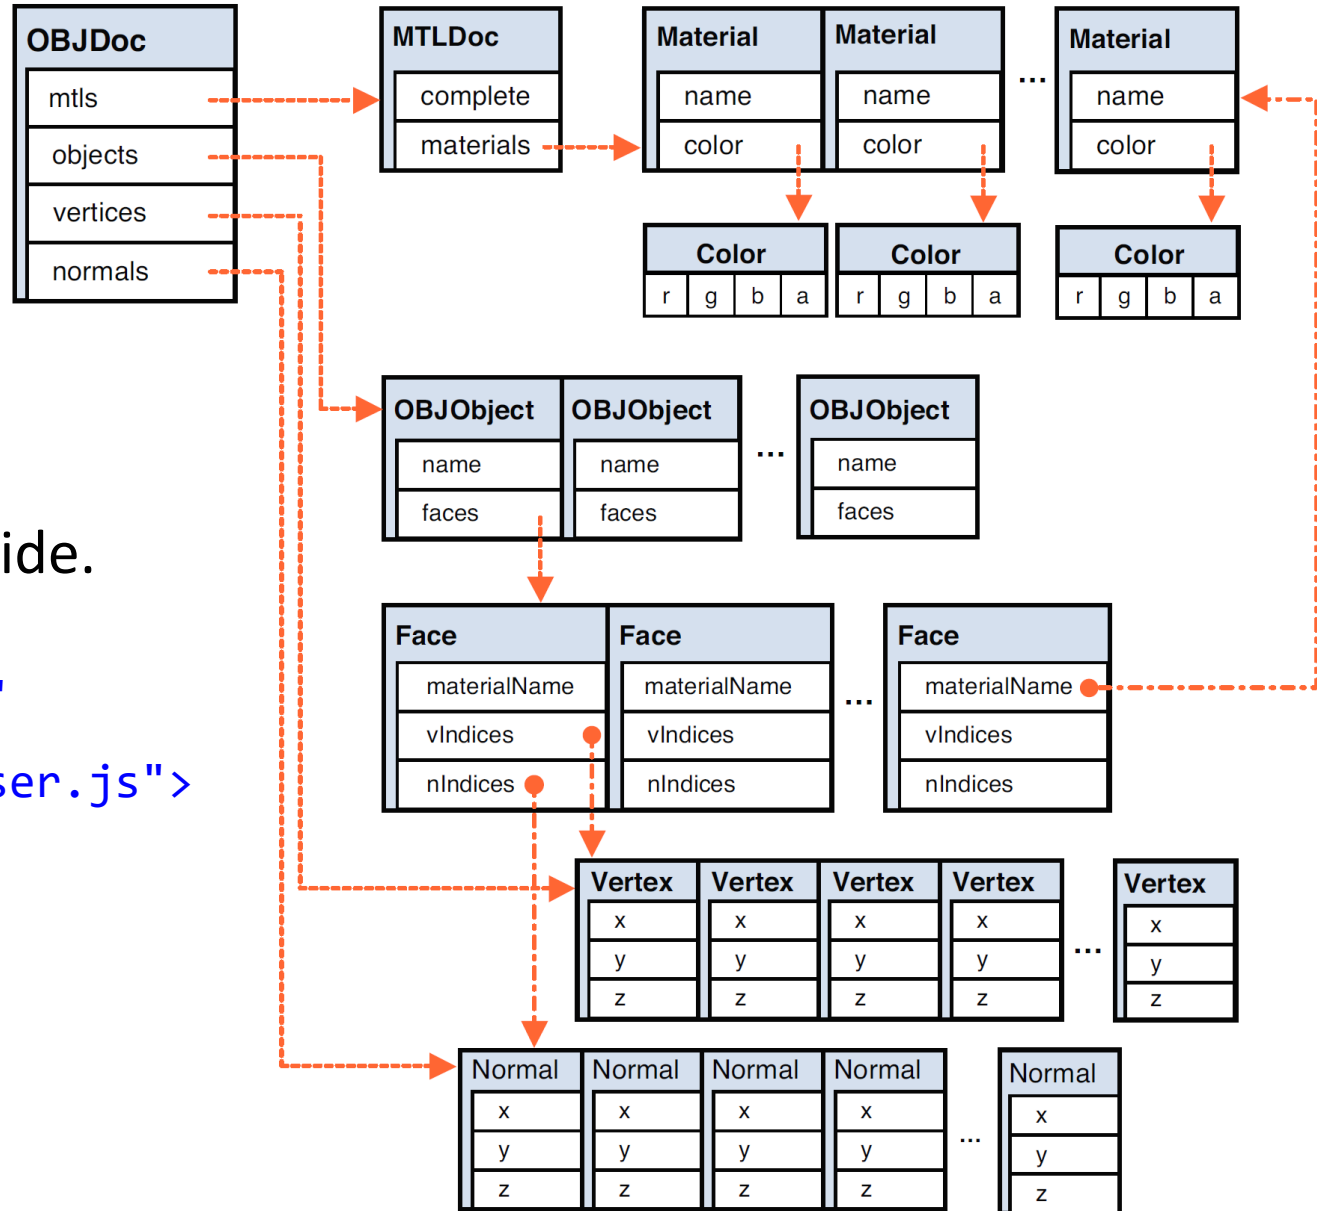 OBJDoc
mtls
objects
vertices
normals
MTLDoc
complete
materials
Material
name
color
Material
name
color
...
Material
name
color
Color
r g b a
Color
r g b a
Color
r g b a
OBJObject
name
faces
OBJObject
name
faces
...
OBJObject
name
faces
ide.
"
ser.js">
Face
materialName
vIndices
nIndices
Face
materialName
vIndices
nIndices
...
Face
materialName
vIndices
nIndices
Vertex
x
y
z
Vertex
x
y
z
Vertex
x
y
z
Vertex
x
y
z
...
Vertex
x
y
z
Normal
x
y
z
Normal
x
y
z
Normal
x
y
z
Normal
x
y
z
...
Normal
x
y
z